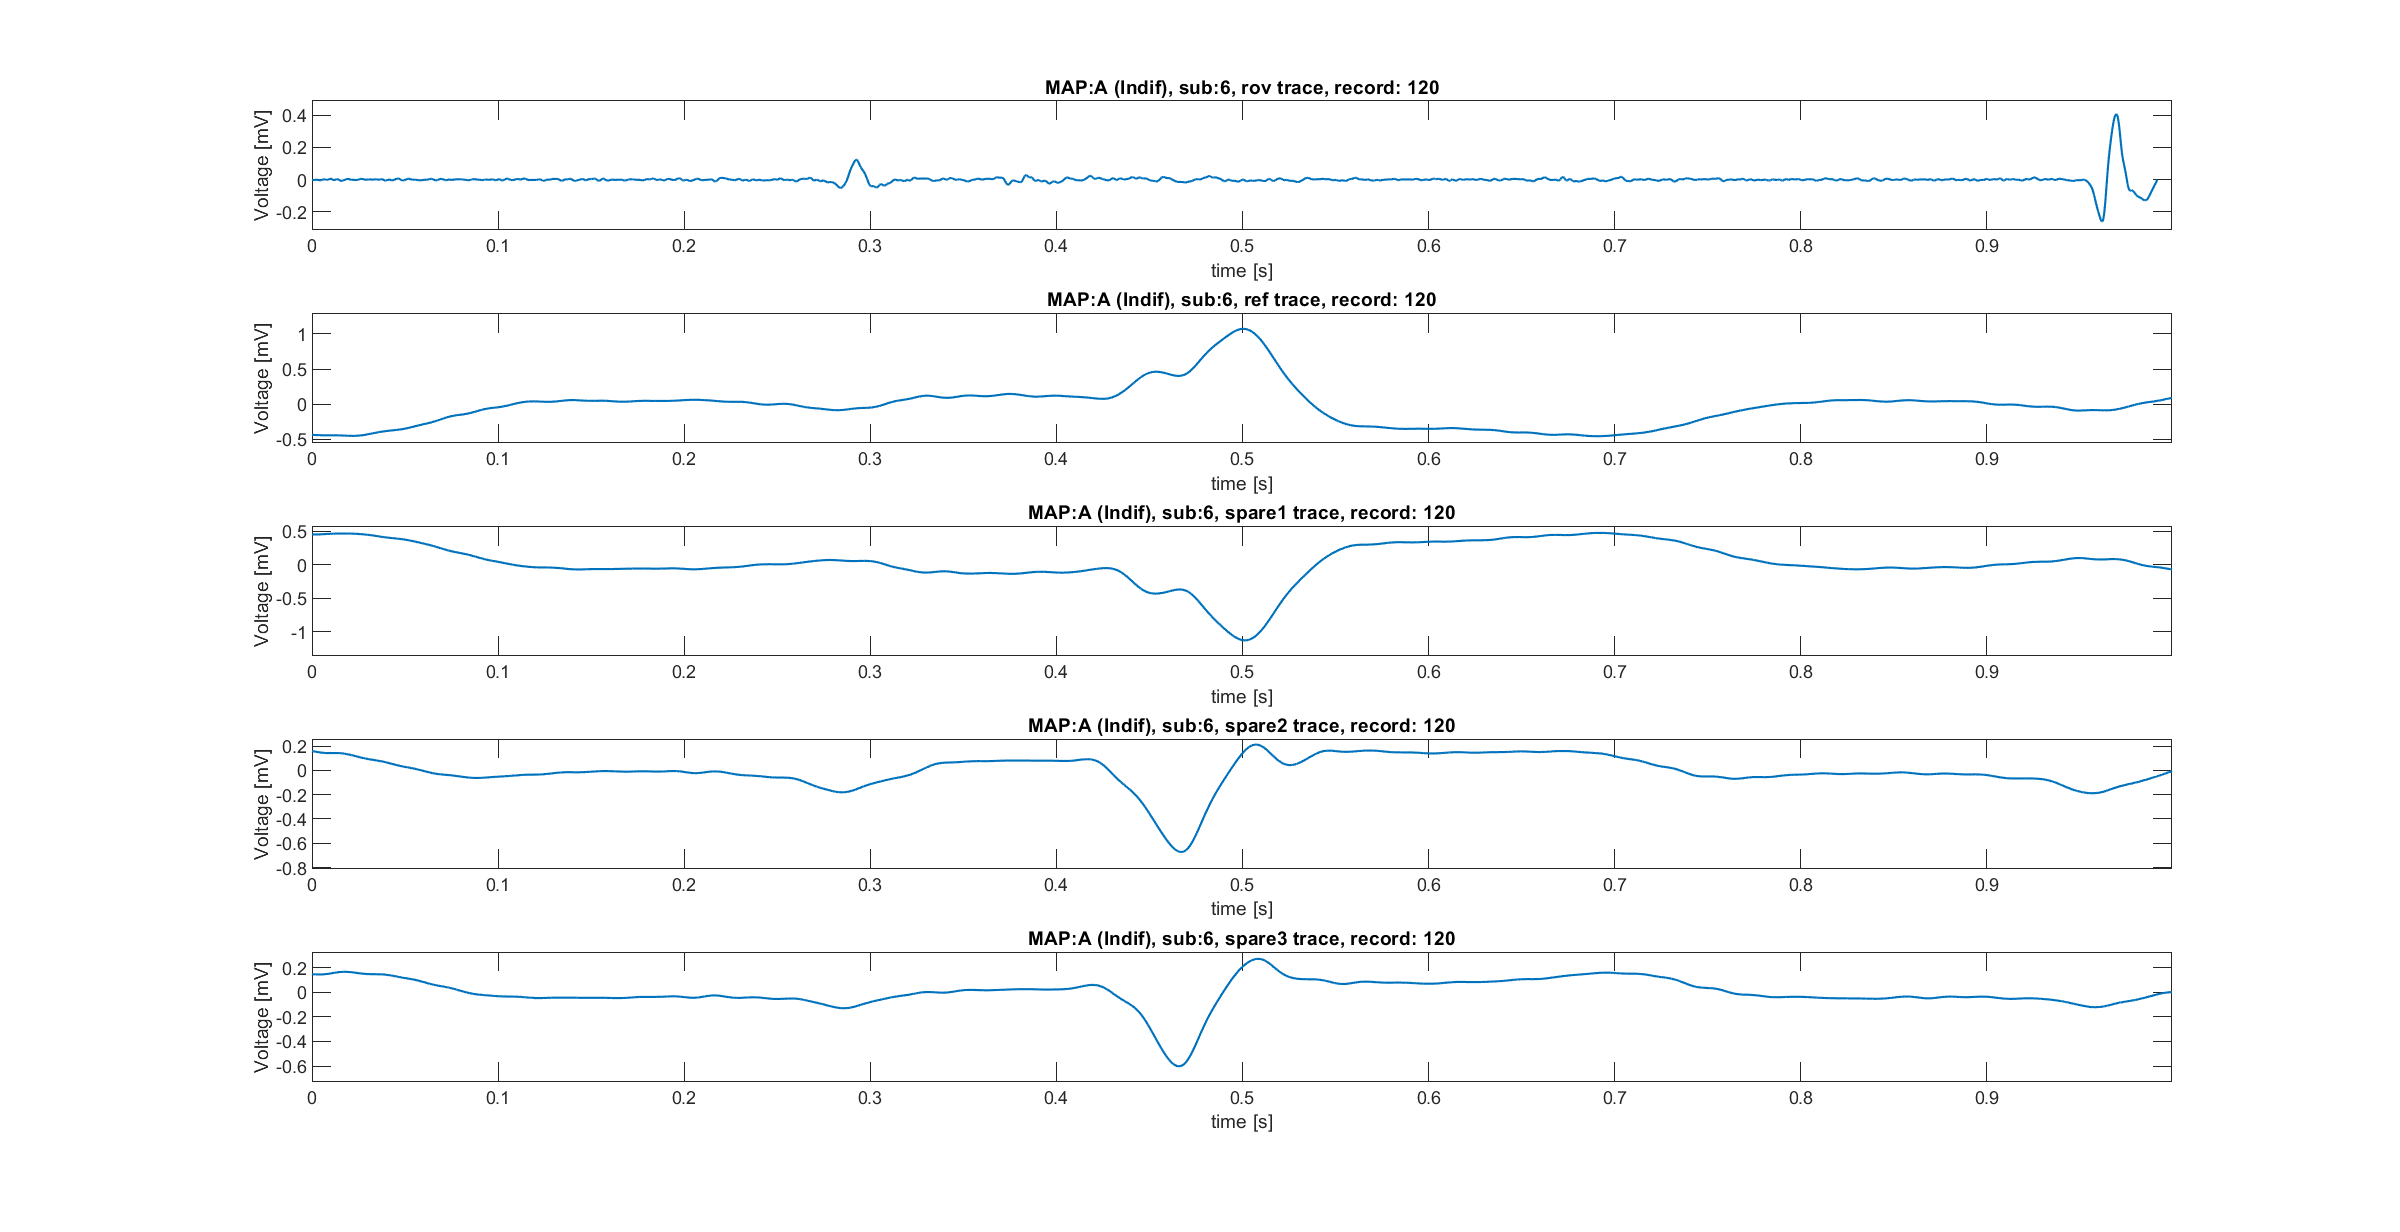 MAP:A (Indif), sub:6, rov trace, record: 120
Voltage [mV]
0.4
0.2
0
-0.2
0 0.1 0.2 0.3 0.4 0.5 0.6 0.7 0.8 0.9
time [s]
MAP:A (Indif), sub:6, ref trace, record: 120
Voltage [mV]
1
0.5
0
-0.5
0 0.1 0.2 0.3 0.4 0.5 0.6 0.7 0.8 0.9
time [s]
MAP:A (Indif), sub:6, spare1 trace, record: 120
Voltage [mV]
0.5
0
-0.5
-1
0 0.1 0.2 0.3 0.4 0.5 0.6 0.7 0.8 0.9
time [s]
MAP:A (Indif), sub:6, spare2 trace, record: 120
Voltage [mV]
0.2
0
-0.2
-0.4
-0.6
-0.8
0 0.1 0.2 0.3 0.4 0.5 0.6 0.7 0.8 0.9
time [s]
MAP:A (Indif), sub:6, spare3 trace, record: 120
Voltage [mV]
0.2
0
-0.2
-0.4
-0.6
0 0.1 0.2 0.3 0.4 0.5 0.6 0.7 0.8 0.9
time [s]